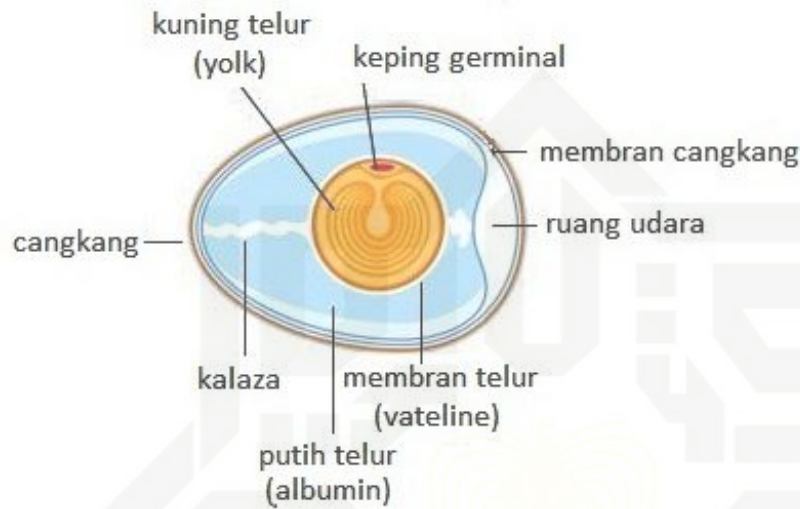 kuning telur
(yolk)
keping germinal
membran cangkang
ruang udara
cangkang
kalaza
membran telur
(vateline)
putih telur
(albumin)